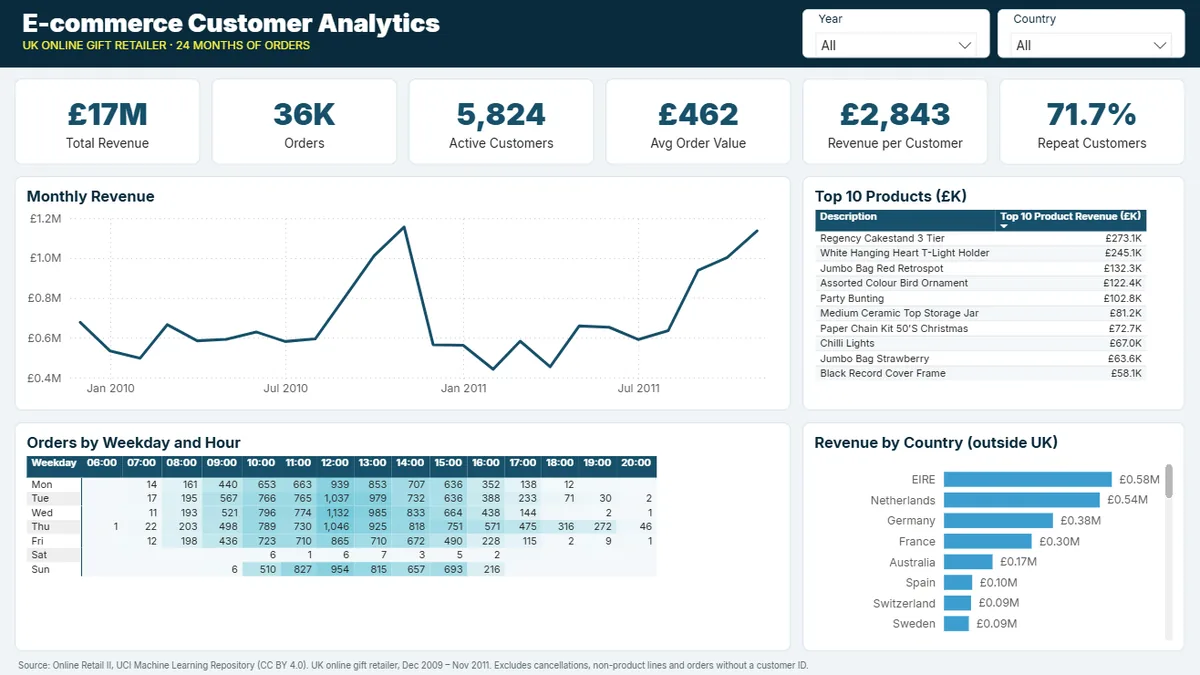 E-commerce Customer Analytics
UK ONLINE GIFT RETAILER · 24 MONTHS OF ORDERS
Year
All
Country
All
£17M
Total Revenue
36K
Orders
5,824
Active Customers
£462
Avg Order Value
£2,843
Revenue per Customer
71.7%
Repeat Customers
Monthly Revenue
£1.2M
£1.0M
£0.8M
£0.6M
£0.4M
Jan 2010 Jul 2010 Jan 2011 Jul 2011
Top 10 Products (£K)
Description Top 10 Product Revenue (£K)
Regency Cakestand 3 Tier £273.1K
White Hanging Heart T-Light Holder £245.1K
Jumbo Bag Red Retrospot £132.3K
Assorted Colour Bird Ornament £122.4K
Party Bunting £102.8K
Medium Ceramic Top Storage Jar £81.2K
Paper Chain Kit 50'S Christmas £72.7K
Chilli Lights £67.0K
Jumbo Bag Strawberry £63.6K
Black Record Cover Frame £58.1K
Orders by Weekday and Hour
Weekday 06:00 07:00 08:00 09:00 10:00 11:00 12:00 13:00 14:00 15:00 16:00 17:00 18:00 19:00 20:00
Mon 14 161 440 653 663 939 853 707 636 352 138 12
Tue 17 195 567 766 765 1,037 979 732 636 388 233 71 30 2
Wed 11 193 521 796 774 1,132 985 833 664 438 144 2 1
Thu 1 22 203 498 789 730 1,046 925 818 751 571 475 316 272 46
Fri 12 198 436 723 710 865 710 672 490 228 115 2 9 1
Sat 6 1 6 7 3 5 2
Sun 6 510 827 954 815 657 693 216
Revenue by Country (outside UK)
EIRE £0.58M
Netherlands £0.54M
Germany £0.38M
France £0.30M
Australia £0.17M
Spain £0.10M
Switzerland £0.09M
Sweden £0.09M
Source: Online Retail II, UCI Machine Learning Repository (CC BY 4.0). UK online gift retailer, Dec 2009 – Nov 2011. Excludes cancellations, non-product lines and orders without a customer ID.